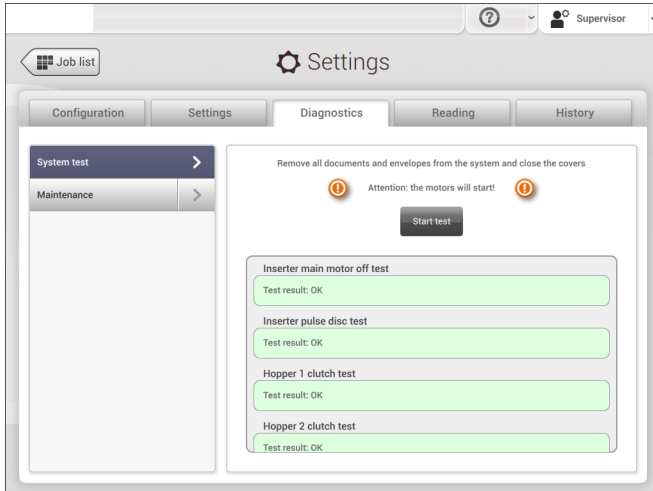 Supervisor
Job list
Settings
Configuration
Settings
Diagnostics
Reading
History
System test
Maintenance
Remove all documents and envelopes from the system and close the covers
Attention: the motors will start!
Start test
Inserter main motor off test
Test result: OK
Inserter pulse disc test
Test result: OK
Hopper 1 clutch test
Test result: OK
Hopper 2 clutch test
Test result: OK